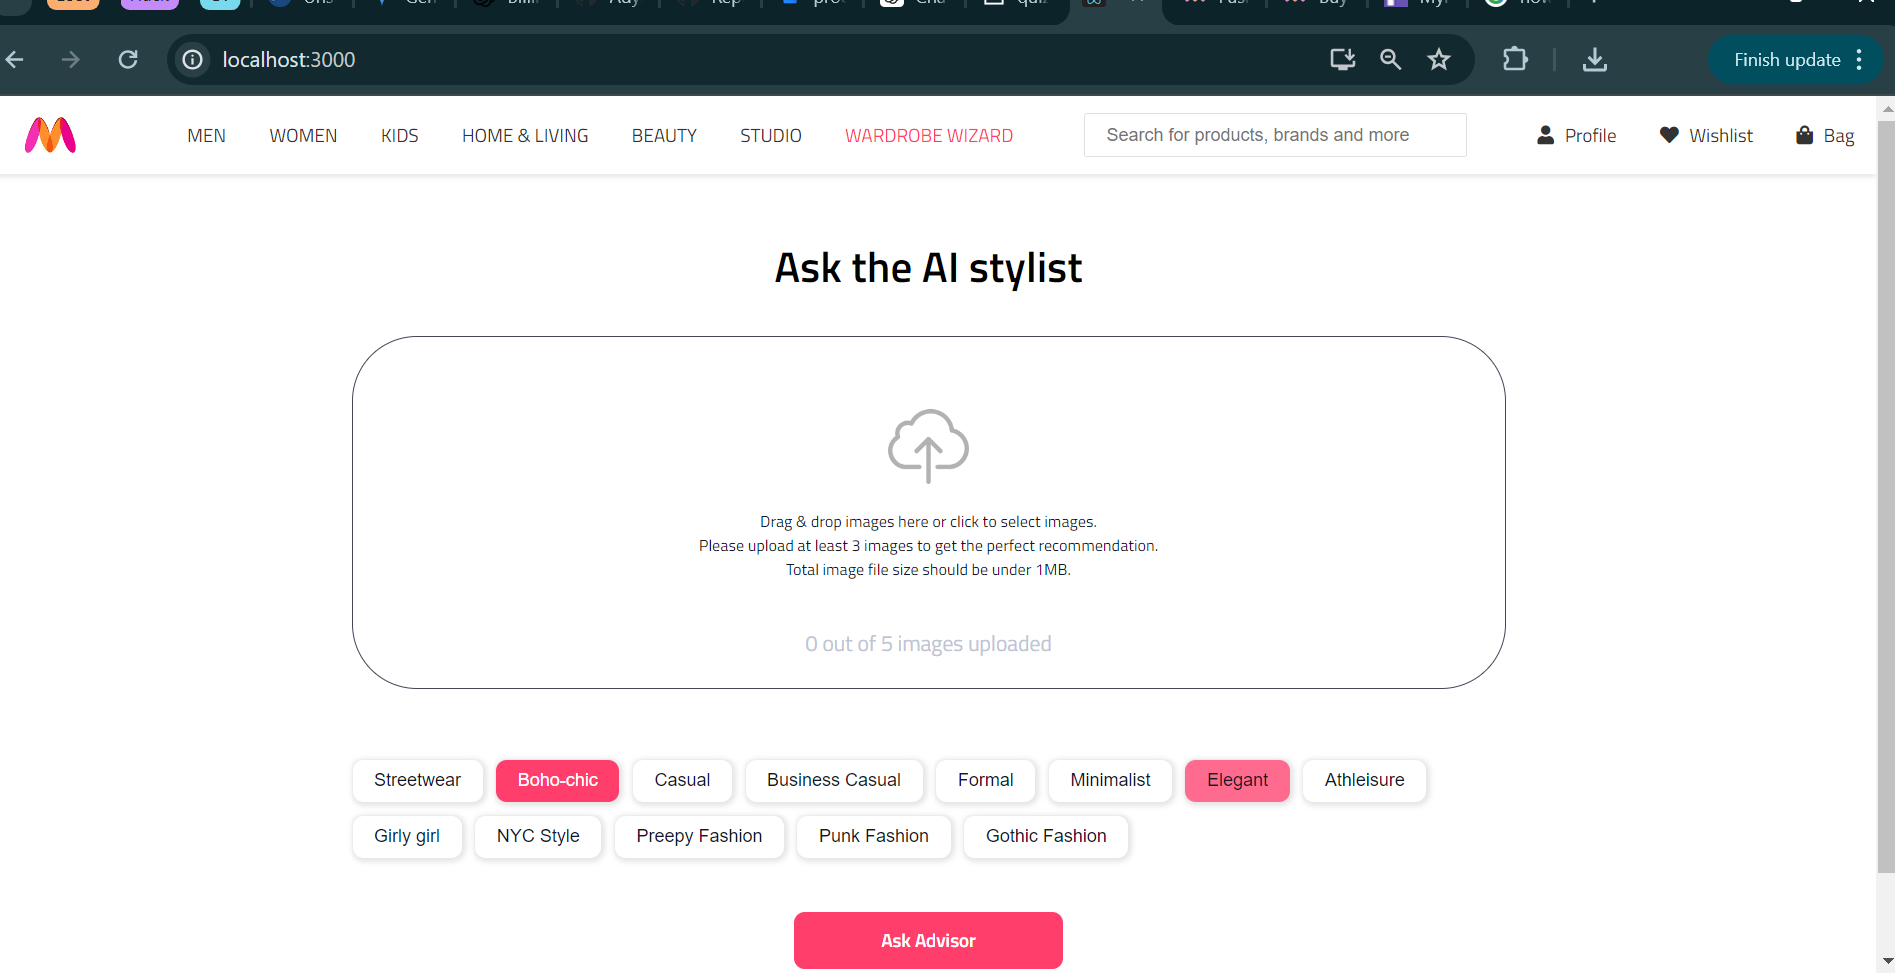 localhost:3000
Finish update
MEN WOMEN KIDS HOME & LIVING BEAUTY STUDIO WARDROBE WIZARD Search for products, brands and more Profile Wishlist Bag
Ask the AI stylist
Drag & drop images here or click to select images.
Please upload at least 3 images to get the perfect recommendation.
Total image file size should be under 1MB.
0 out of 5 images uploaded
Streetwear Boho-chic Casual Business Casual Formal Minimalist Elegant Athleisure
Girly girl NYC Style Preepy Fashion Punk Fashion Gothic Fashion
Ask Advisor